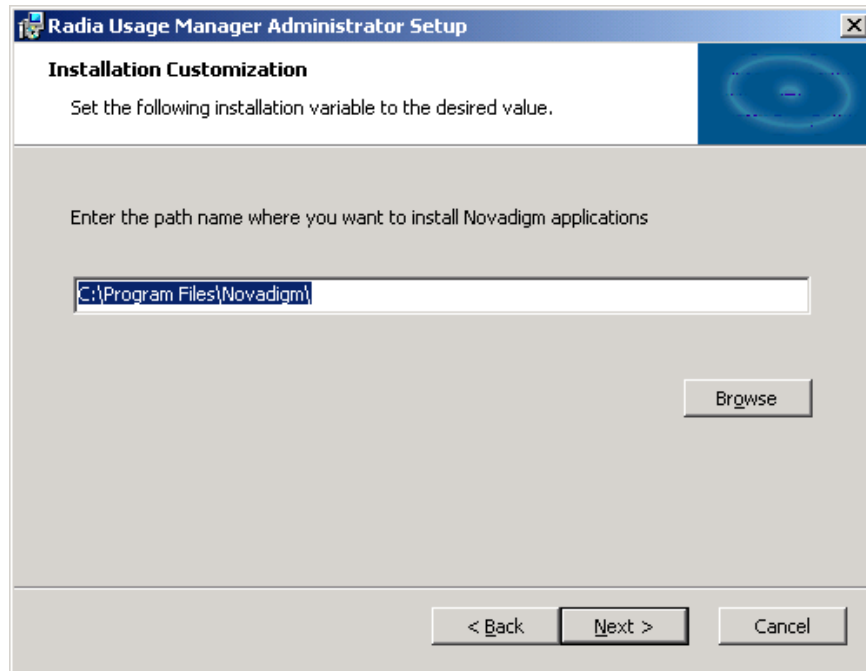 Radia Usage Manager Administrator Setup
Installation Customization
Set the following installation variable to the desired value.
Enter the path name where you want to install Novadigm applications
C:\Program Files\Novadigm\
Browse
< Back Next > Cancel